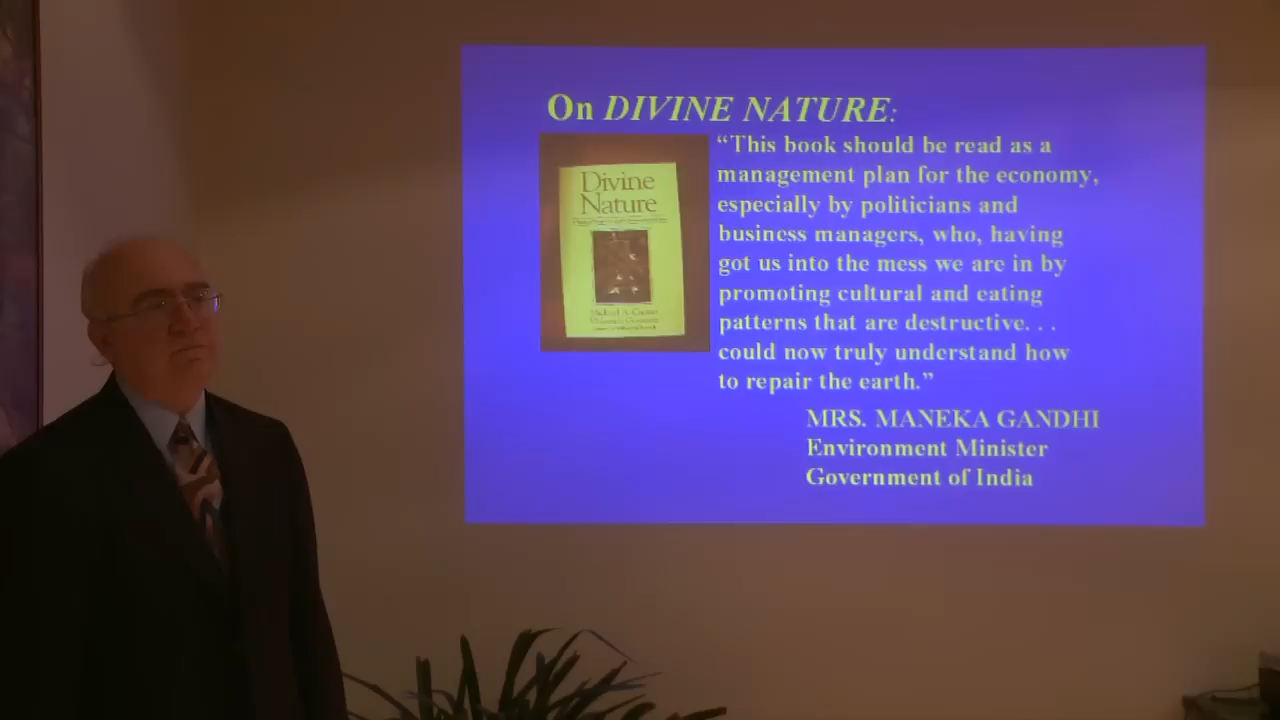 On DIVINE NATURE:
“This book should be read as a
management plan for the economy,
especially by politicians and
business managers, who, having
got us into the mess we are in by
promoting cultural and eating
patterns that are destructive. . .
could now truly understand how
to repair the earth.”
MRS. MANEKA GANDHI
Environment Minister
Government of India
Divine
Nature
Michael A.